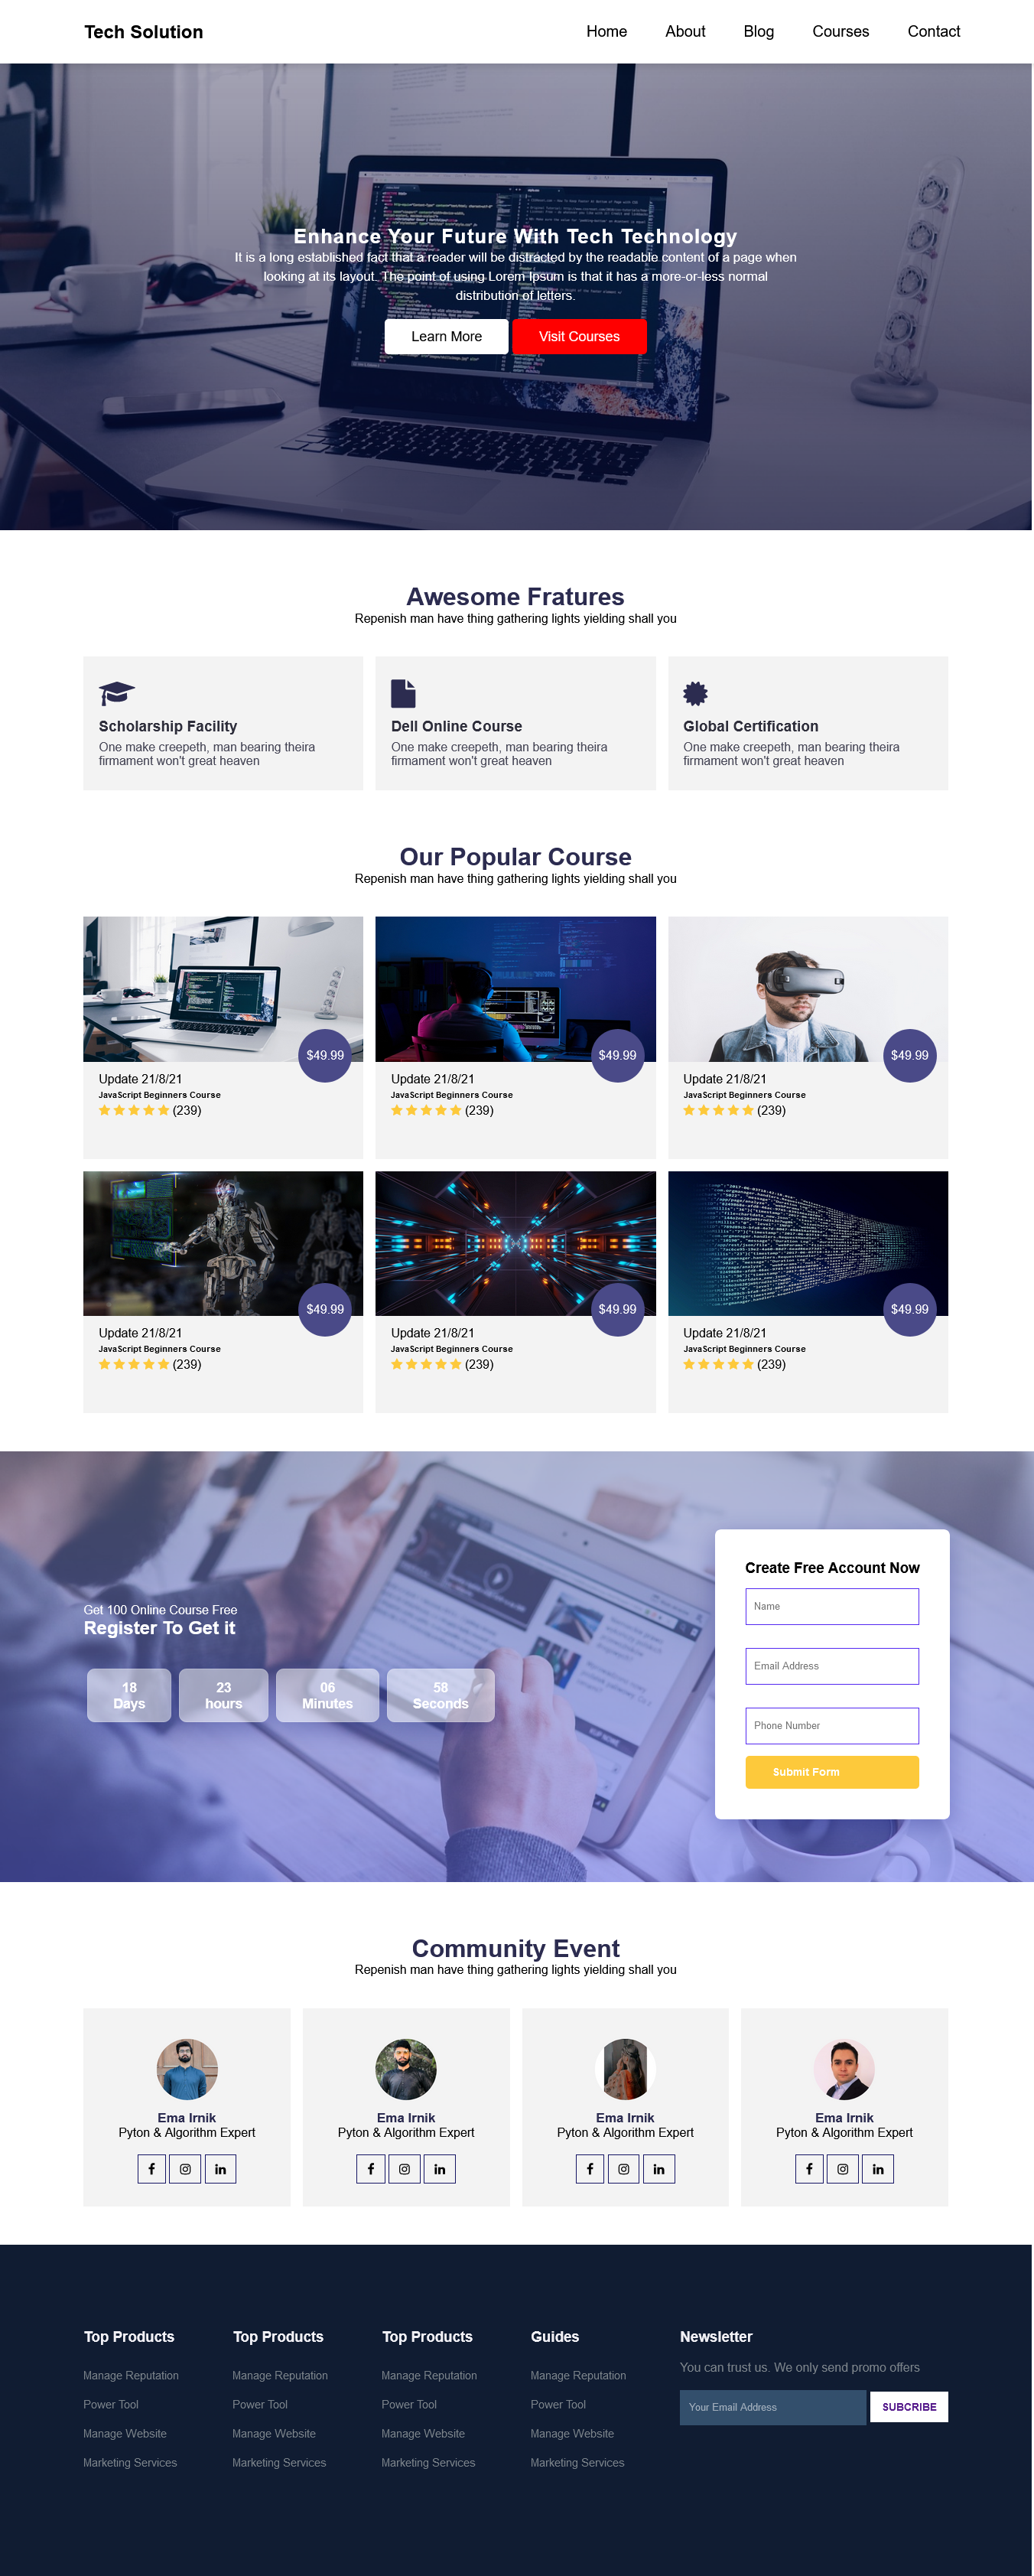 Tech Solution
Home About Blog Courses Contact
Enhance Your Future With Tech Technology
It is a long established fact that a reader will be distracted by the readable content of a page when
looking at its layout. The point of using Lorem Ipsum is that it has a more-or-less normal
distribution of letters.
Learn More Visit Courses
Awesome Fratures
Repenish man have thing gathering lights yielding shall you
Scholarship Facility
One make creepeth, man bearing theira
firmament won't great heaven
Dell Online Course
One make creepeth, man bearing theira
firmament won't great heaven
Global Certification
One make creepeth, man bearing theira
firmament won't great heaven
Our Popular Course
Repenish man have thing gathering lights yielding shall you
$49.99
Update 21/8/21
JavaScript Beginners Course
(239)
$49.99
Update 21/8/21
JavaScript Beginners Course
(239)
$49.99
Update 21/8/21
JavaScript Beginners Course
(239)
$49.99
Update 21/8/21
JavaScript Beginners Course
(239)
$49.99
Update 21/8/21
JavaScript Beginners Course
(239)
$49.99
Update 21/8/21
JavaScript Beginners Course
(239)
Get 100 Online Course Free
Register To Get it
18
Days
23
hours
06
Minutes
58
Seconds
Create Free Account Now
Name
Email Address
Phone Number
Submit Form
Community Event
Repenish man have thing gathering lights yielding shall you
Ema Irnik
Pyton & Algorithm Expert
Ema Irnik
Pyton & Algorithm Expert
Ema Irnik
Pyton & Algorithm Expert
Ema Irnik
Pyton & Algorithm Expert
Top Products
Manage Reputation
Power Tool
Manage Website
Marketing Services
Top Products
Manage Reputation
Power Tool
Manage Website
Marketing Services
Top Products
Manage Reputation
Power Tool
Manage Website
Marketing Services
Guides
Manage Reputation
Power Tool
Manage Website
Marketing Services
Newsletter
You can trust us. We only send promo offers
Your Email Address
SUBCRIBE